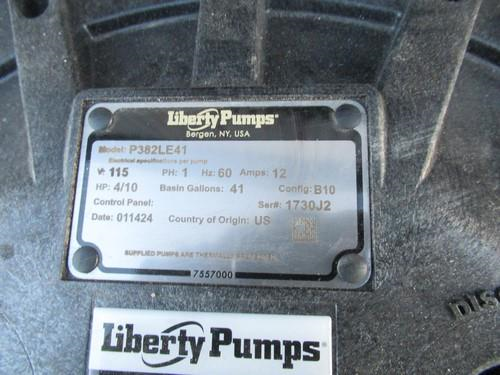 Liberty Pumps®
Bergen, NY, USA
Model: P382LE41
Electrical specifications per pump
V: 115 PH: 1 Hz: 60 Amps: 12
HP: 4/10 Basin Gallons: 41 Config: B10
Control Panel: Ser#: 1730J2
Date: 011424 Country of Origin: US
SUPPLIED PUMPS ARE THERMALLY
7557000
DISC
Liberty Pumps®